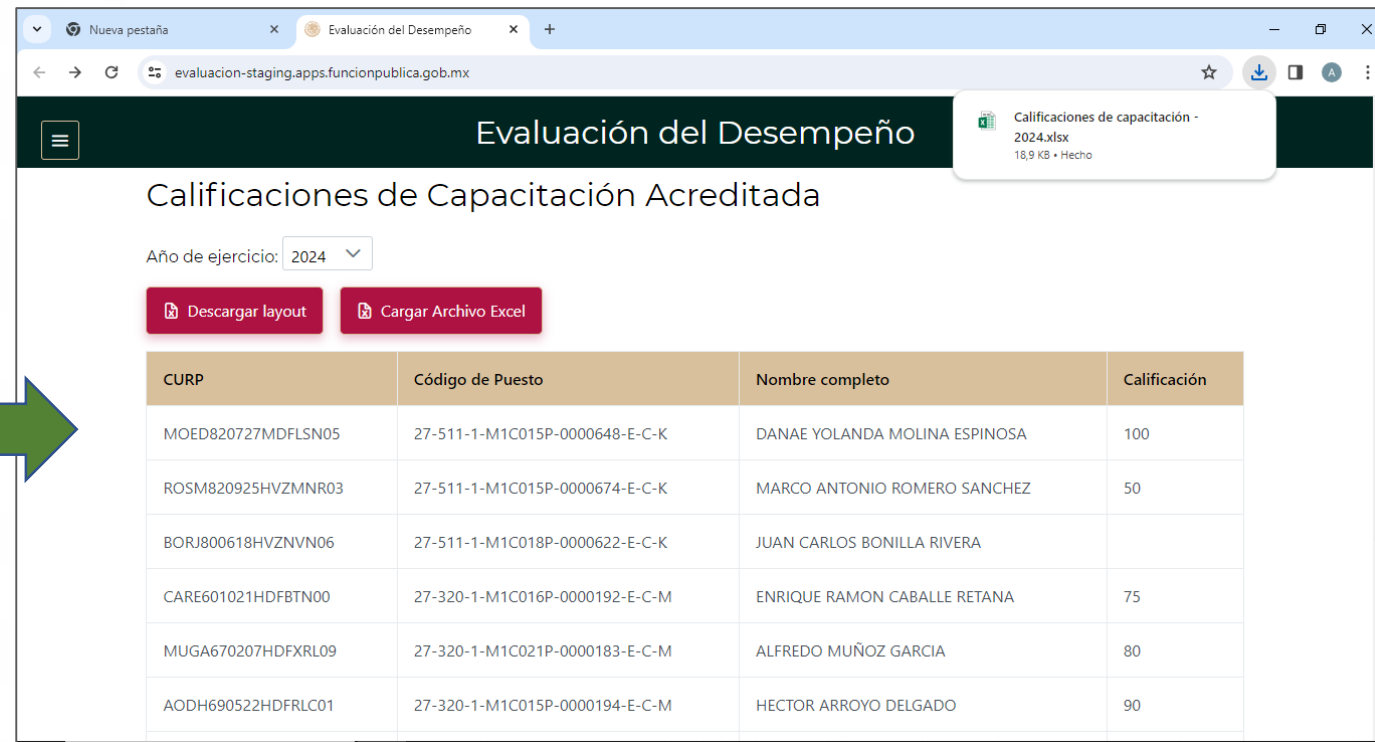 Nueva pestaña
Evaluación del Desempeño
evaluacion-staging.apps.funcionpublica.gob.mx
A
Evaluación del Desempeño
Calificaciones de capacitación -
2024.xlsx
18,9 KB • Hecho
Calificaciones de Capacitación Acreditada
Año de ejercicio: 2024
Descargar layout Cargar Archivo Excel
CURP Código de Puesto Nombre completo Calificación
MOED820727MDFLSN05 27-511-1-M1C015P-0000648-E-C-K DANAE YOLANDA MOLINA ESPINOSA 100
ROSM820925HVZMNR03 27-511-1-M1C015P-0000674-E-C-K MARCO ANTONIO ROMERO SANCHEZ 50
BORJ800618HVZNVN06 27-511-1-M1C018P-0000622-E-C-K JUAN CARLOS BONILLA RIVERA
CARE601021HDFBTN00 27-320-1-M1C016P-0000192-E-C-M ENRIQUE RAMON CABALLE RETANA 75
MUGA670207HDFXRL09 27-320-1-M1C021P-0000183-E-C-M ALFREDO MUÑOZ GARCIA 80
AODH690522HDFRLC01 27-320-1-M1C015P-0000194-E-C-M HECTOR ARROYO DELGADO 90